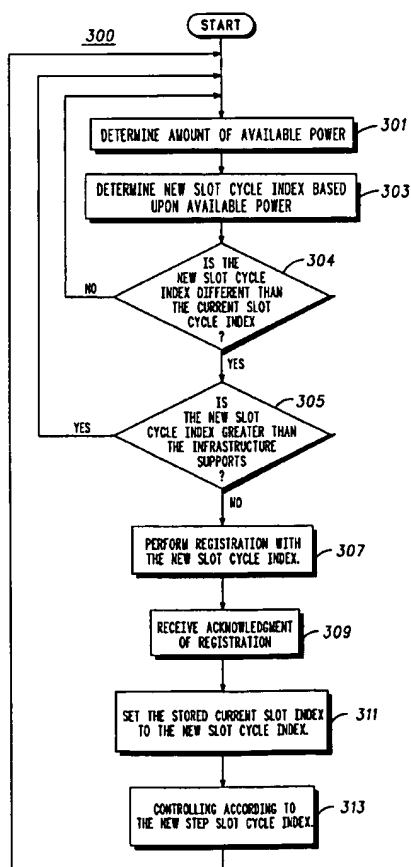 START
300
DETERMINE AMOUNT OF AVAILABLE POWER
301
DETERMINE NEW SLOT CYCLE INDEX BASED
UPON AVAILABLE POWER
303
IS THE
NEW SLOT CYCLE
INDEX DIFFERENT THAN
THE CURRENT SLOT
CYCLE INDEX
?
304
NO
YES
IS
THE NEW SLOT
CYCLE INDEX GREATER THAN
THE INFRASTRUCTURE
SUPPORTS
?
305
YES
NO
PERFORM REGISTRATION WITH
THE NEW SLOT CYCLE INDEX.
307
RECEIVE ACKNOWLEDGMENT
OF REGISTRATION
309
SET THE STORED CURRENT SLOT INDEX
TO THE NEW SLOT CYCLE INDEX.
311
CONTROLLING ACCORDING TO
THE NEW STEP SLOT CYCLE INDEX.
313